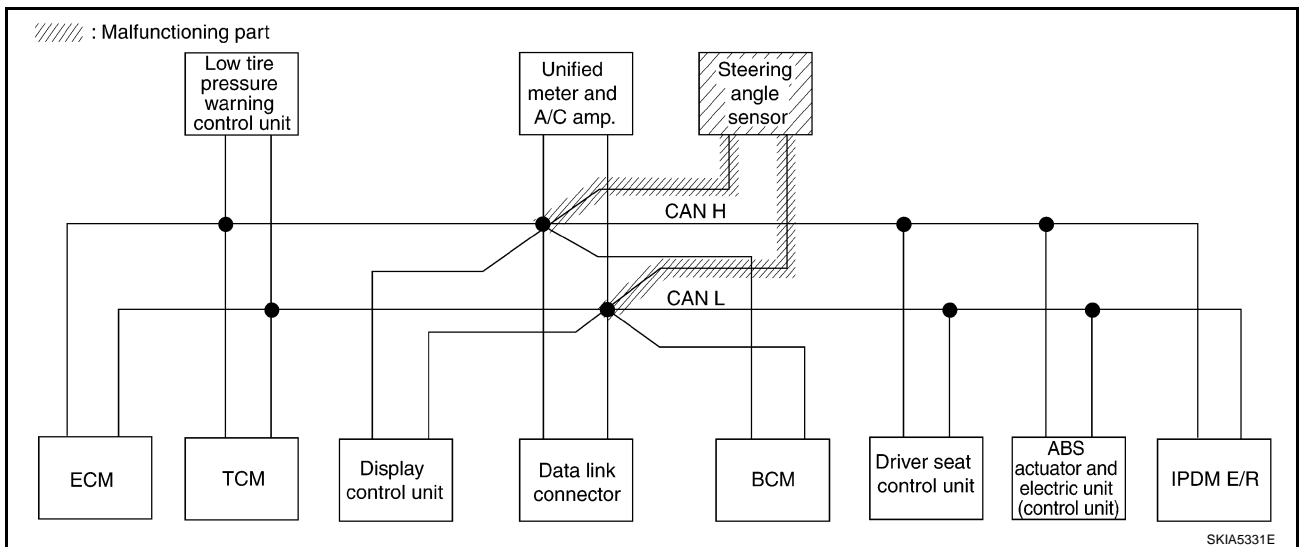 : Malfunctioning part
Low tire
pressure
warning
control unit
Unified
meter and
A/C amp.
Steering
angle
sensor
CAN H
CAN L
ECM
TCM
Display
control unit
Data link
connector
BCM
Driver seat
control unit
ABS
actuator and
electric unit
(control unit)
IPDM E/R
SKIA5331E